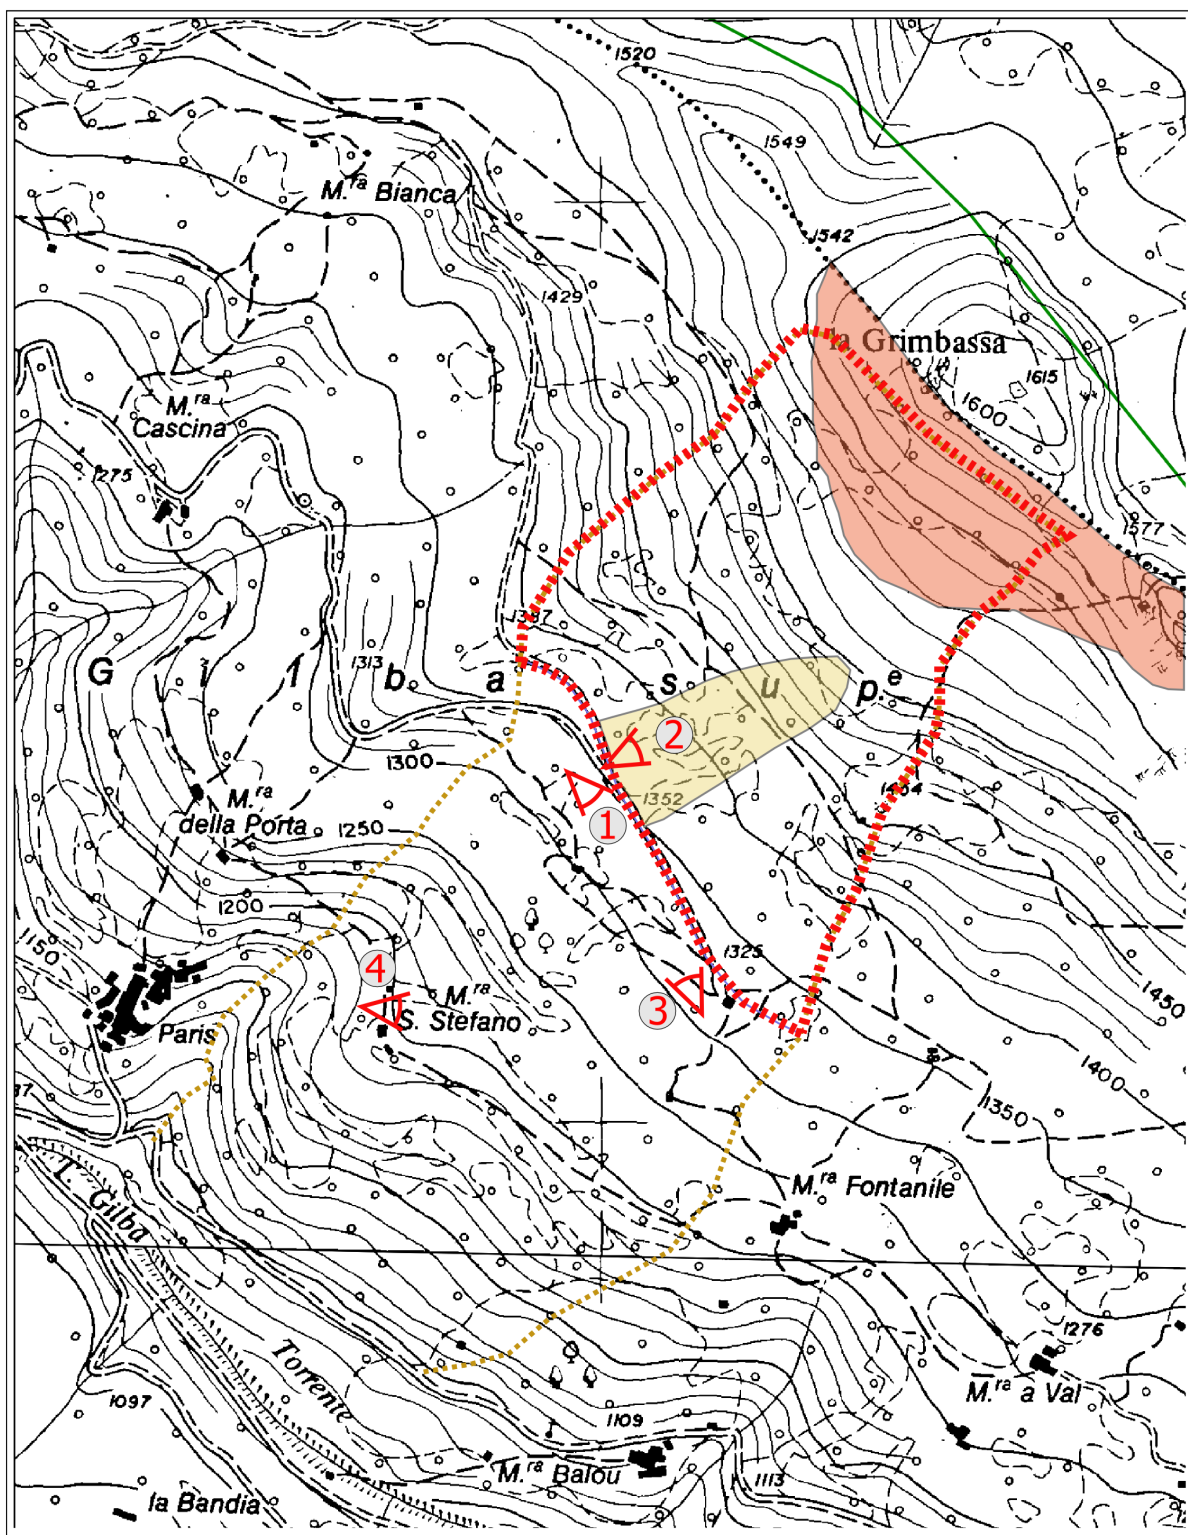 1520
1549
M.ra Bianca
1542
1429
la Grimbassa
1615
M.ra
Cascina
1600
1275
1577
1387
1313
G i l b a s u p.e
2
1300
1454
M.ra
della Porta
1352
1
1250
1200
1150
1325
4
1450
M.ra
S. Stefano
3
Paris
1400
1350
T. Gilba
M.ra Fontanile
1276
Torrente
M.ra a Val
1097
1109
M.ra Balou
1113
la Bandia